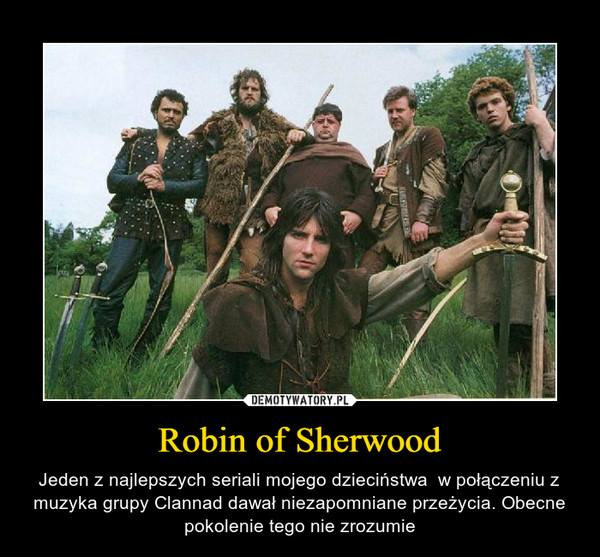 DEMOTYWATORY.PL
Robin of Sherwood
Jeden z najlepszych seriali mojego dzieciństwa  w połączeniu z
muzyka grupy Clannad dawał niezapomniane przeżycia. Obecne
pokolenie tego nie zrozumie